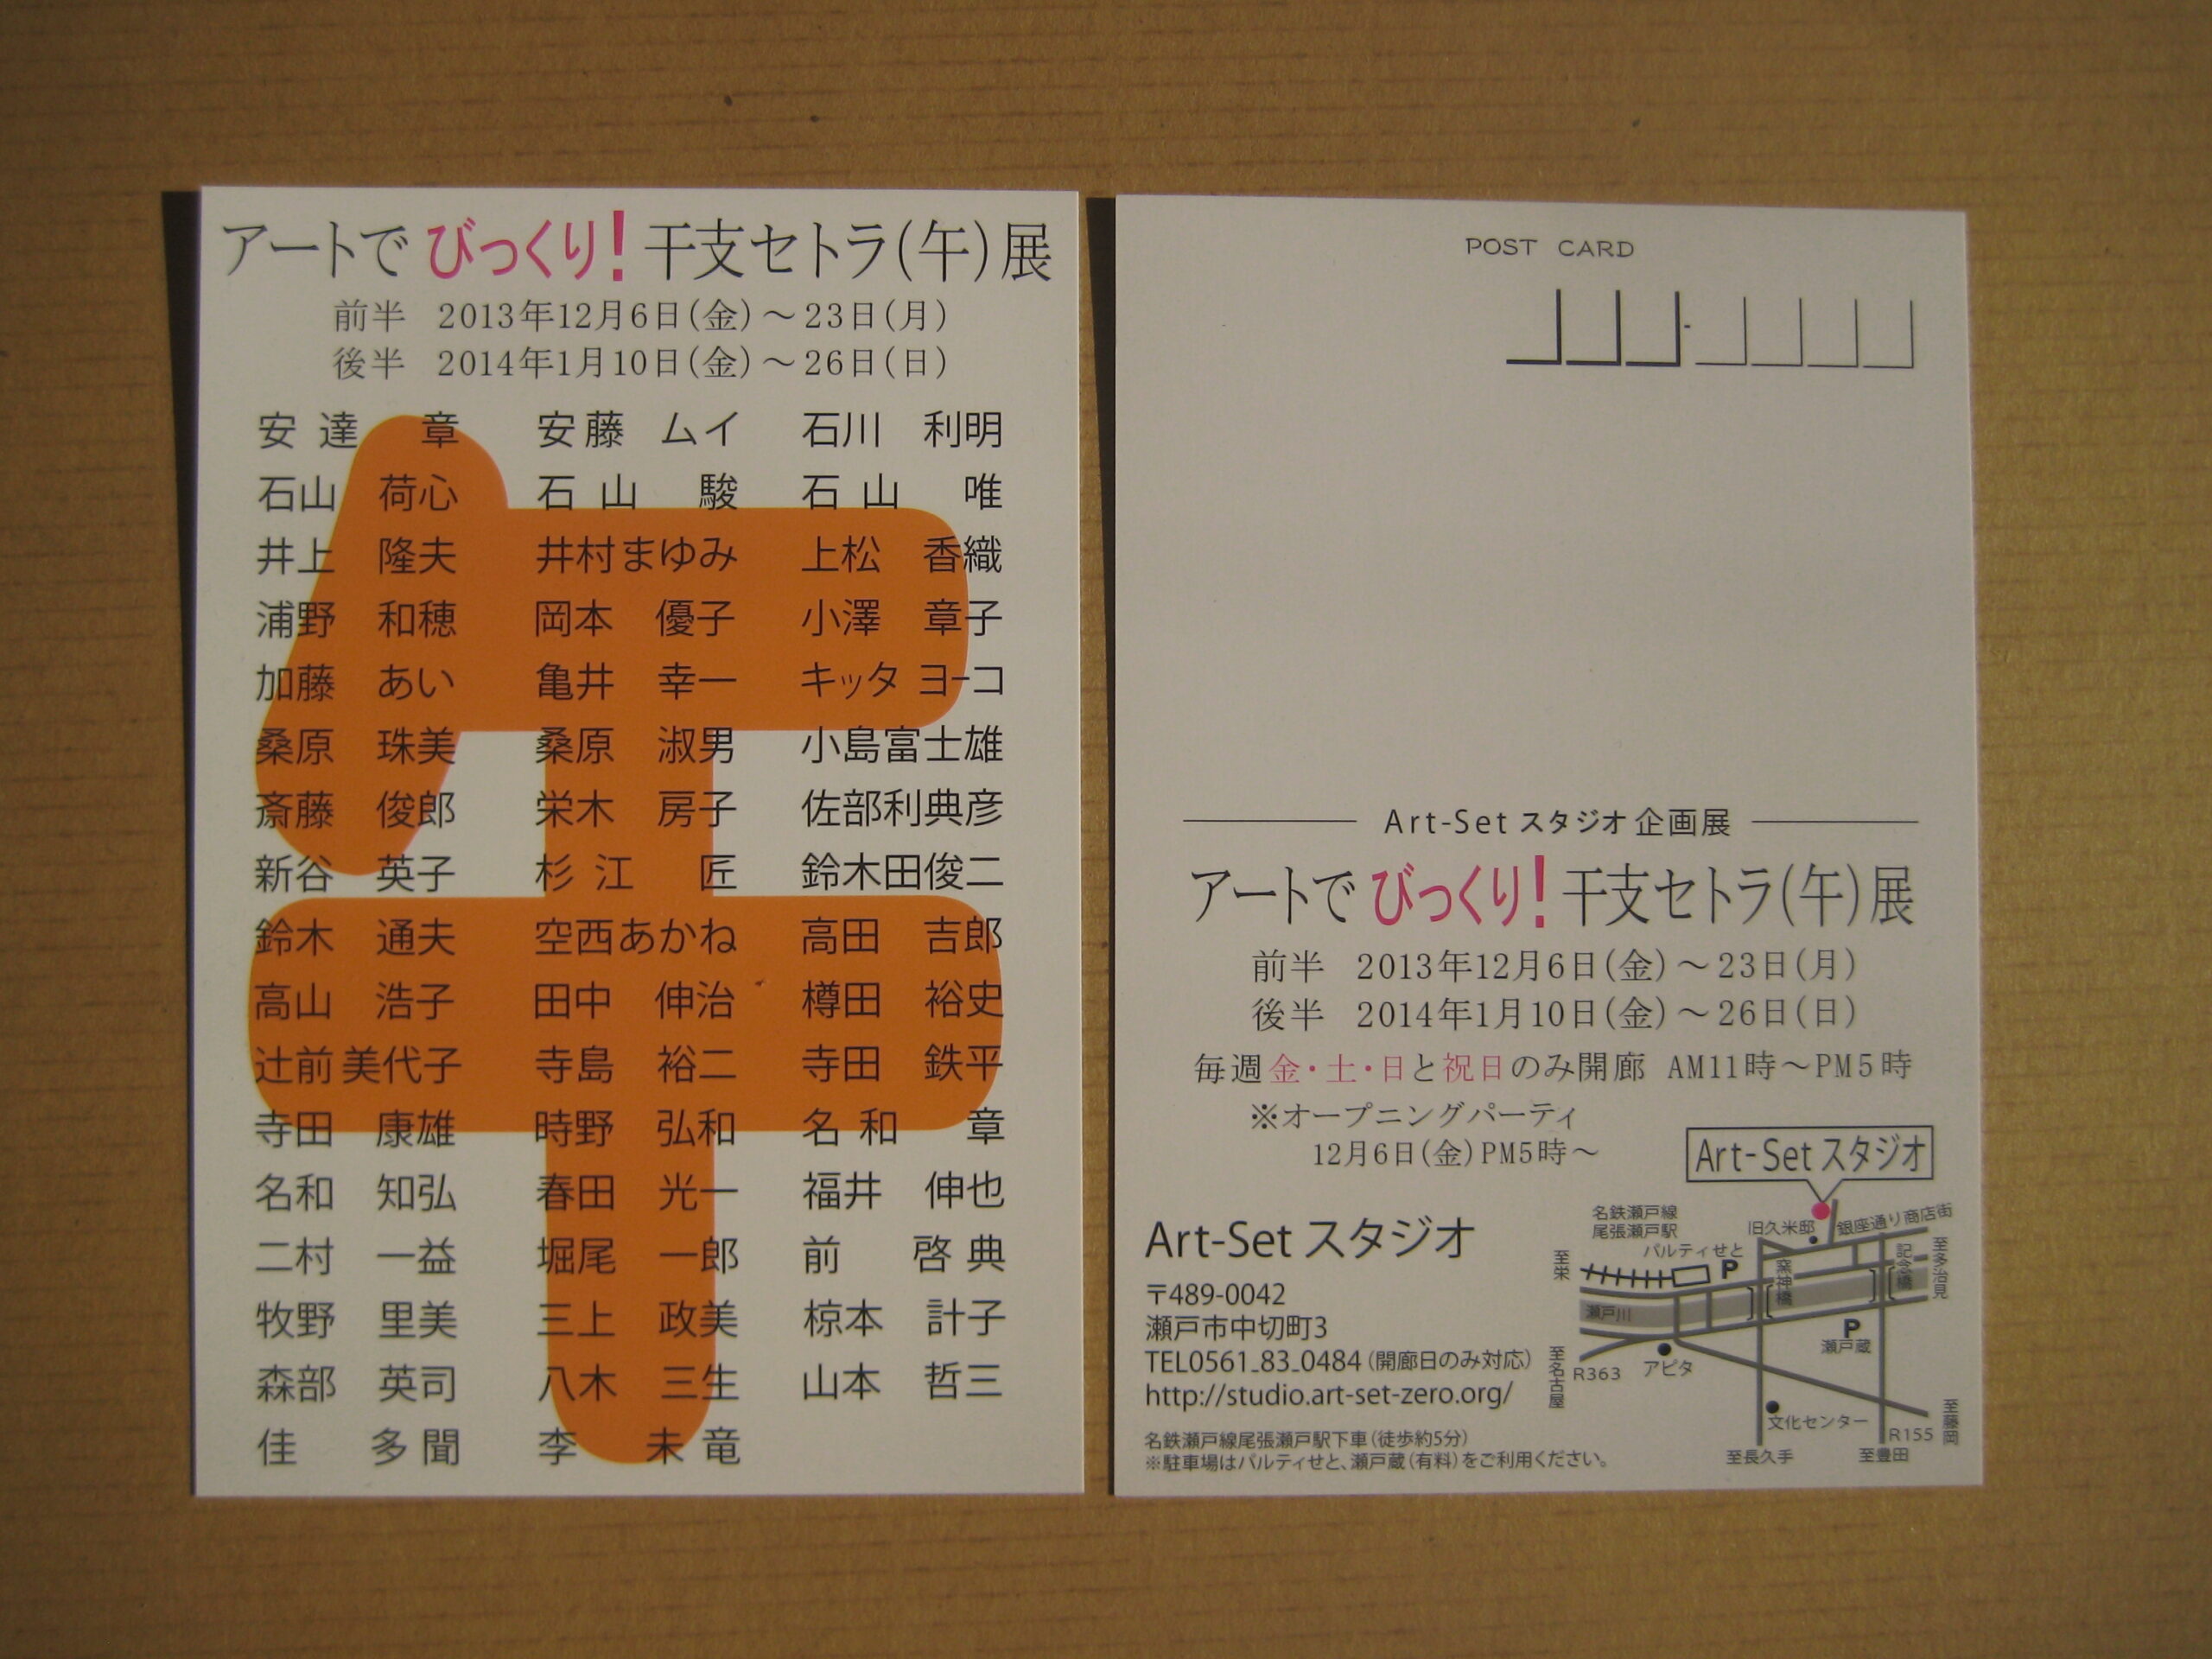 アートで びっくり! 干支セトラ(午)展
前半 2013年12月6日(金)～23日(月)
後半 2014年1月10日(金)～26日(日)
安達 章 安藤 ムイ 石川 利明
石山 荷心 石山 駿 石山 唯
井上 隆夫 井村まゆみ 上松 香織
浦野 和穂 岡本 優子 小澤 章子
加藤 あい 亀井 幸一 キッタ ヨーコ
桑原 珠美 桑原 淑男 小島富士雄
斎藤 俊郎 栄木 房子 佐部利典彦
新谷 英子 杉江 匠 鈴木田俊二
鈴木 通夫 空西あかね 高田 吉郎
高山 浩子 田中 伸治 樽田 裕史
辻前 美代子 寺島 裕二 寺田 鉄平
寺田 康雄 時野 弘和 名和 章
名和 知弘 春田 光一 福井 伸也
二村 一益 堀尾 一郎 前 啓典
牧野 里美 三上 政美 椋本 計子
森部 英司 八木 三生 山本 哲三
佳 多聞 李 未竜
POST CARD
Art-Set スタジオ 企画展
アートで びっくり! 干支セトラ(午)展
前半 2013年12月6日(金)～23日(月)
後半 2014年1月10日(金)～26日(日)
毎週金・土・日と祝日のみ開廊 AM11時～PM5時
※オープニングパーティ
12月6日(金)PM5時～
Art-Set スタジオ
〒489-0042
瀬戸市中切町3
TEL0561_83_0484(開廊日のみ対応)
http://studio.art-set-zero.org/
名鉄瀬戸線尾張瀬戸駅下車(徒歩約5分)
※駐車場はパルティせと、瀬戸蔵(有料)をご利用ください。
Art-Set スタジオ
名鉄瀬戸線
尾張瀬戸駅
旧久米邸
銀座通り商店街
パルティせと
P
至栄
窯神橋
記念橋
至多治見
瀬戸川
P
瀬戸蔵
至名古屋
R363
アピタ
文化センター
R155
至藤岡
至長久手
至豊田